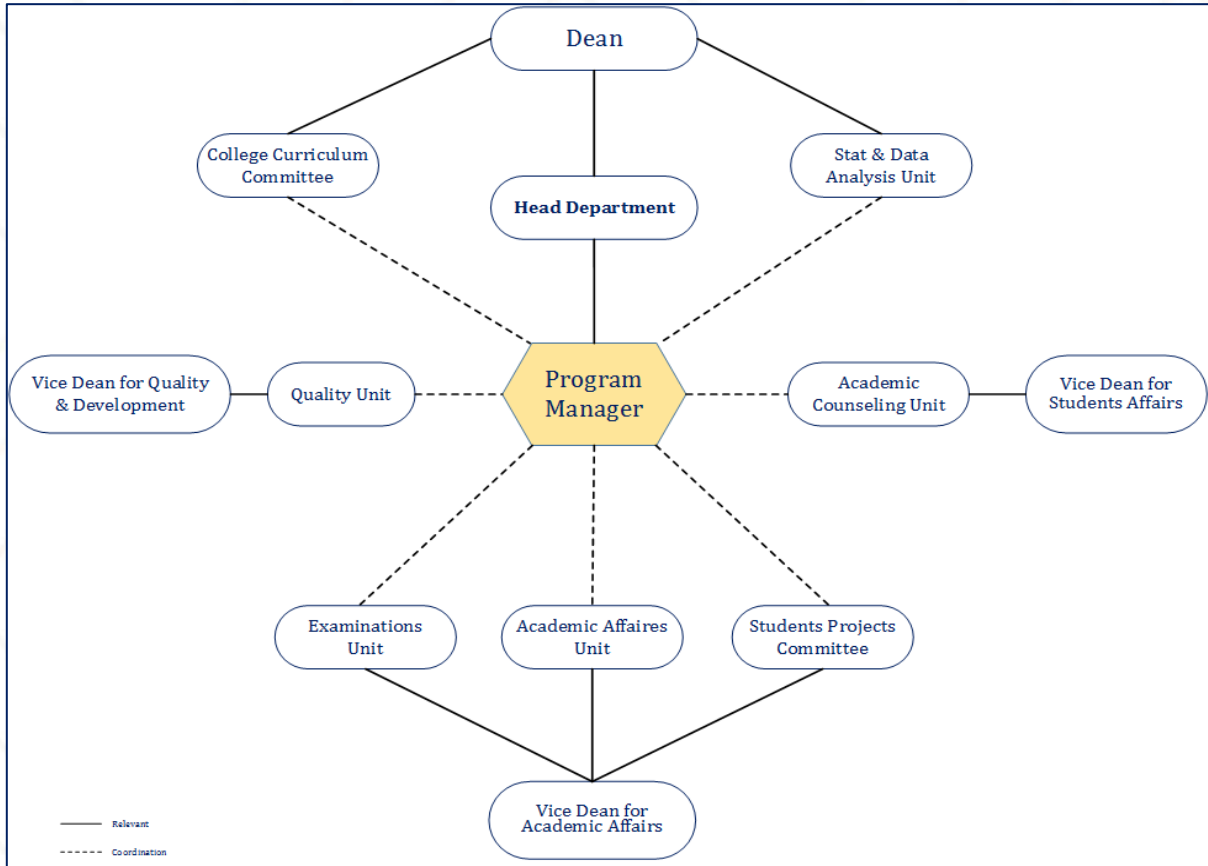 Dean
College Curriculum
Committee
Stat & Data
Analysis Unit
Head Department
Vice Dean for Quality
& Development
Quality Unit
Program
Manager
Academic
Counseling Unit
Vice Dean for
Students Affairs
Examinations
Unit
Academic Affaires
Unit
Students Projects
Committee
Vice Dean for
Academic Affairs
Relevant
Coordination